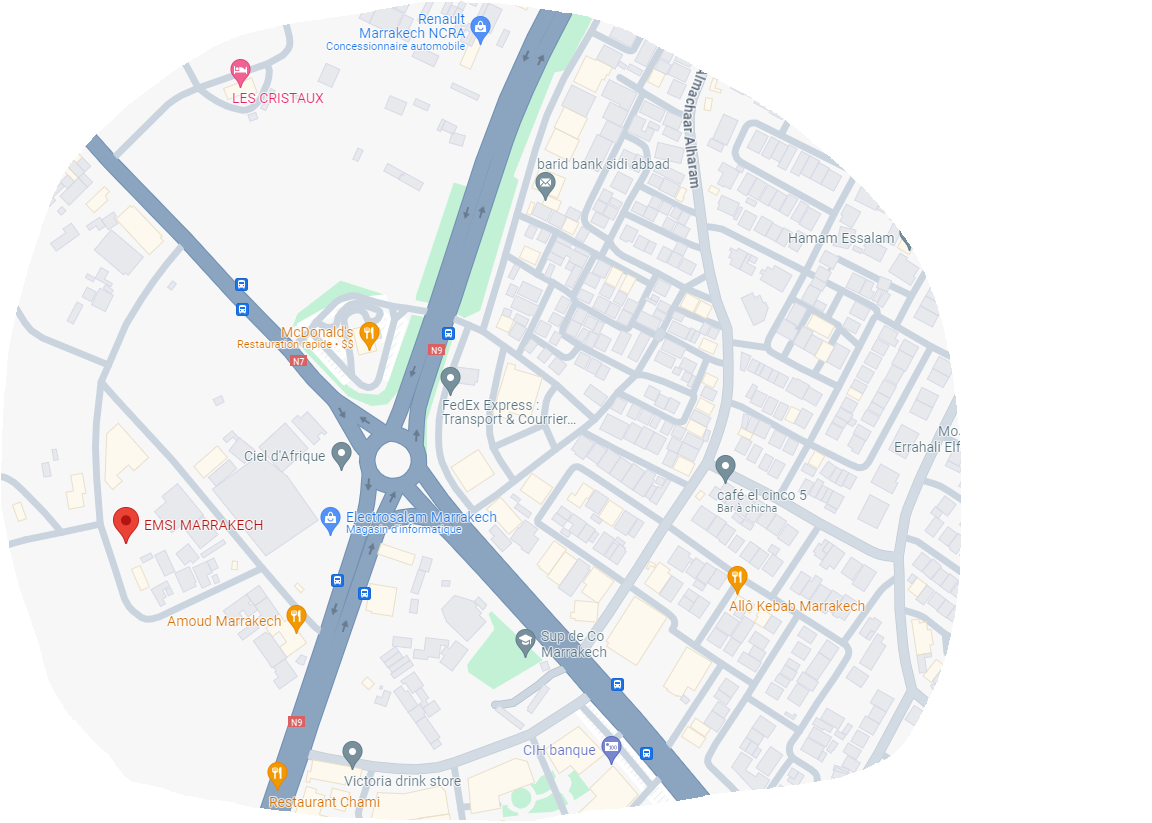 Renault
Marrakech NCRA
Concessionnaire automobile
LES CRISTAUX
Almachaar Alharam
barid bank sidi abbad
Hamam Essalam
McDonald's
Restauration rapide • $$
N7
N9
FedEx Express :
Transport & Courrier...
Mo.
Errahali Elf
Ciel d'Afrique
café el cinco 5
Bar à chicha
EMSI MARRAKECH
Electrosalam Marrakech
Magasin d'informatique
Allô Kebab Marrakech
Amoud Marrakech
Sup de Co
Marrakech
N9
CIH banque
Victoria drink store
Restaurant Chami